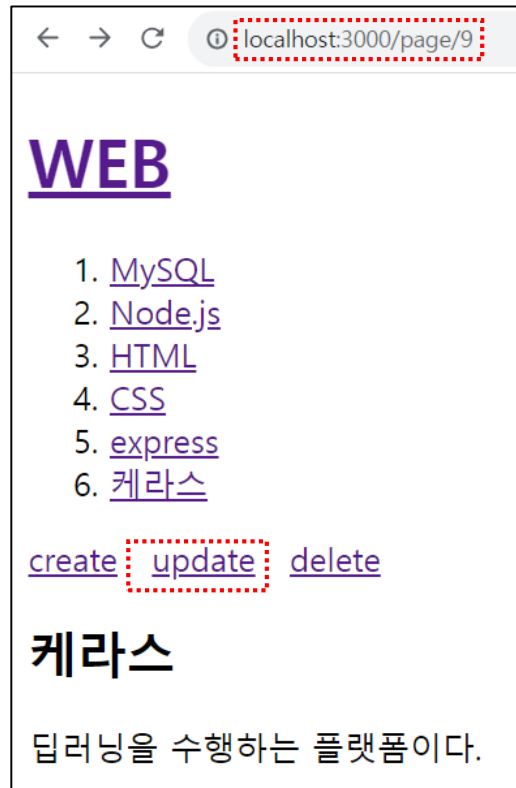 localhost:3000/page/9
WEB
1. MySQL
2. Node.js
3. HTML
4. CSS
5. express
6. 케라스
create update delete
케라스
딥러닝을 수행하는 플랫폼이다.